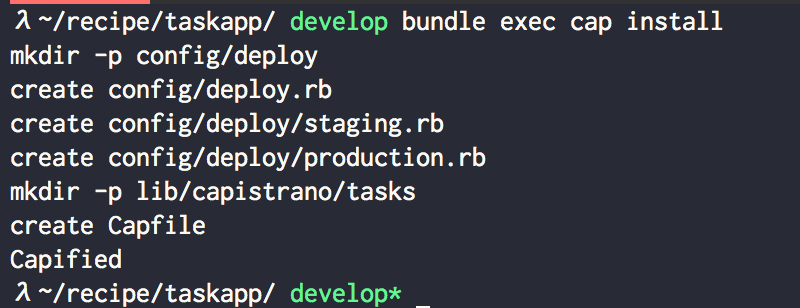 λ ~/recipe/taskapp/ develop bundle exec cap install
mkdir -p config/deploy
create config/deploy.rb
create config/deploy/staging.rb
create config/deploy/production.rb
mkdir -p lib/capistrano/tasks
create Capfile
Capified
λ ~/recipe/taskapp/ develop* _